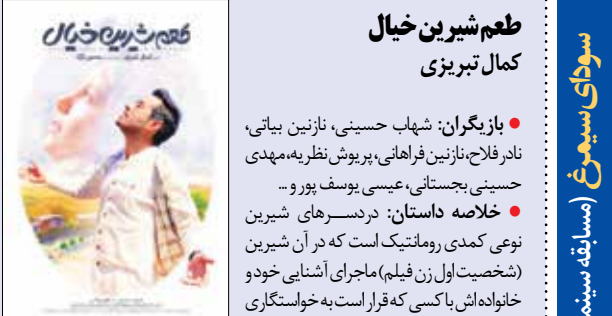 طعم شیرین خیال
کمال تبریزی
● بازیگران: شهاب حسینی، نازنین بیاتی،
نادر فلاح، نازنین فراهانی، پریوش نظریه، مهدی
حسینی بجستانی، عیسی یوسف پور و ...
● خلاصه داستان: دردسرهای شیرین
نوعی کمدی رومانتیک است که در آن شیرین
(شخصیت اول زن فیلم) ماجرای آشنایی خود و
خانواده‌اش با کسی که قرار است به خواستگاری
سودای سیمرغ (مسابقه سینم
طعم شیرین خیال